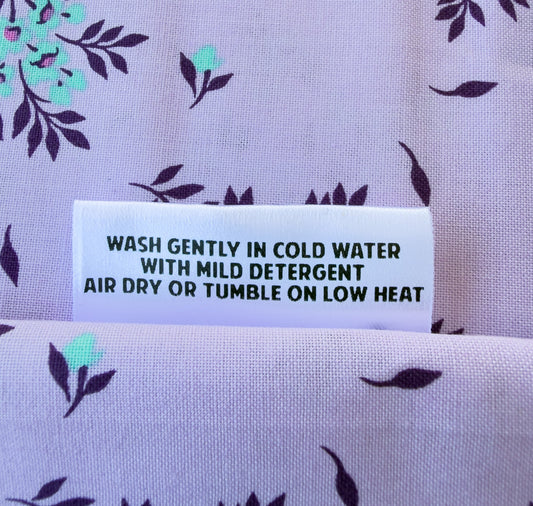 WASH GENTLY IN COLD WATER
WITH MILD DETERGENT
AIR DRY OR TUMBLE ON LOW HEAT